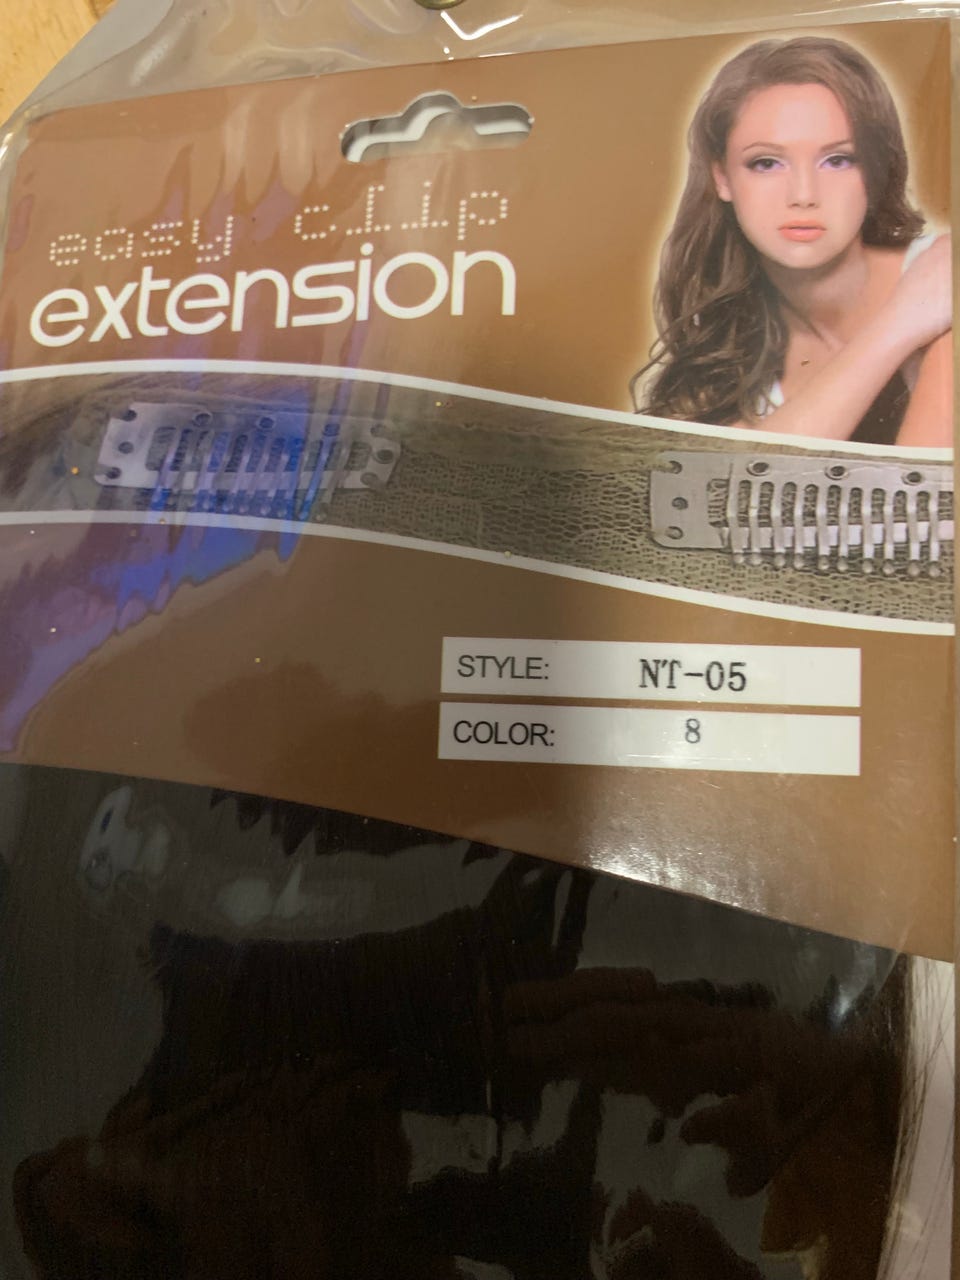 easy clip
extension
STYLE: NT-05
COLOR: 8